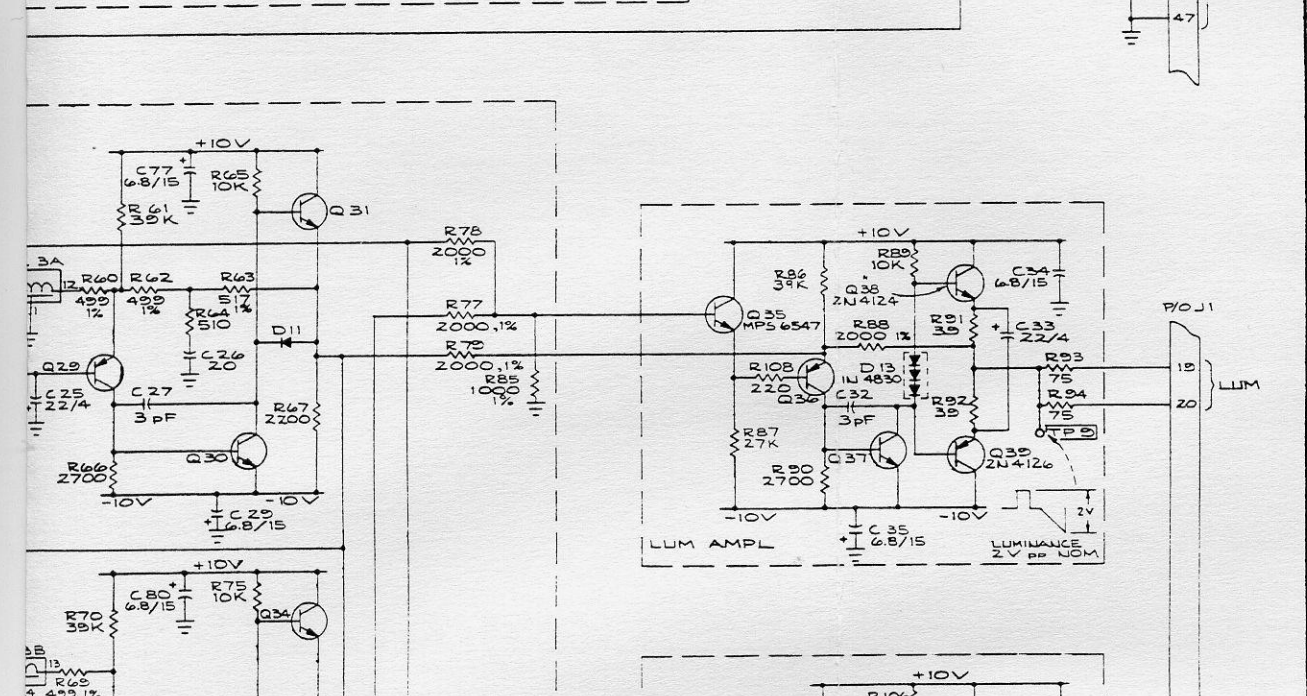 47
+10V
C77
6.8/15
R65
10K
R61
39K
Q31
R78
2000
1%
3A
12
R60
499
1%
R62
499
1%
R63
517
1%
R64
510
R77
2000,1%
D11
R79
2000,1%
C26
20
Q29
C25
22/4
C27
3pF
R67
2200
R85
1000
1%
Q30
R66
2700
-10V
-10V
C29
6.8/15
+10V
R89
10K
R86
39K
Q38
2N4124
C34
6.8/15
Q35
MPS 6547
R88
2000 1%
R91
39
C33
22/4
P/O J1
R108
220
Q36
D13
1N 4830
R93
75
19
LUM
R94
75
20
C32
3pF
R92
39
TP9
R87
27K
Q37
R90
2700
Q39
2N4126
-10V
-10V
2V
C35
6.8/15
LUM AMPL
LUMINANCE
2V PP NOM
+10V
C80
6.8/15
R75
10K
Q34
R70
39K
3B
13
R69
499 1%
+10V
R106